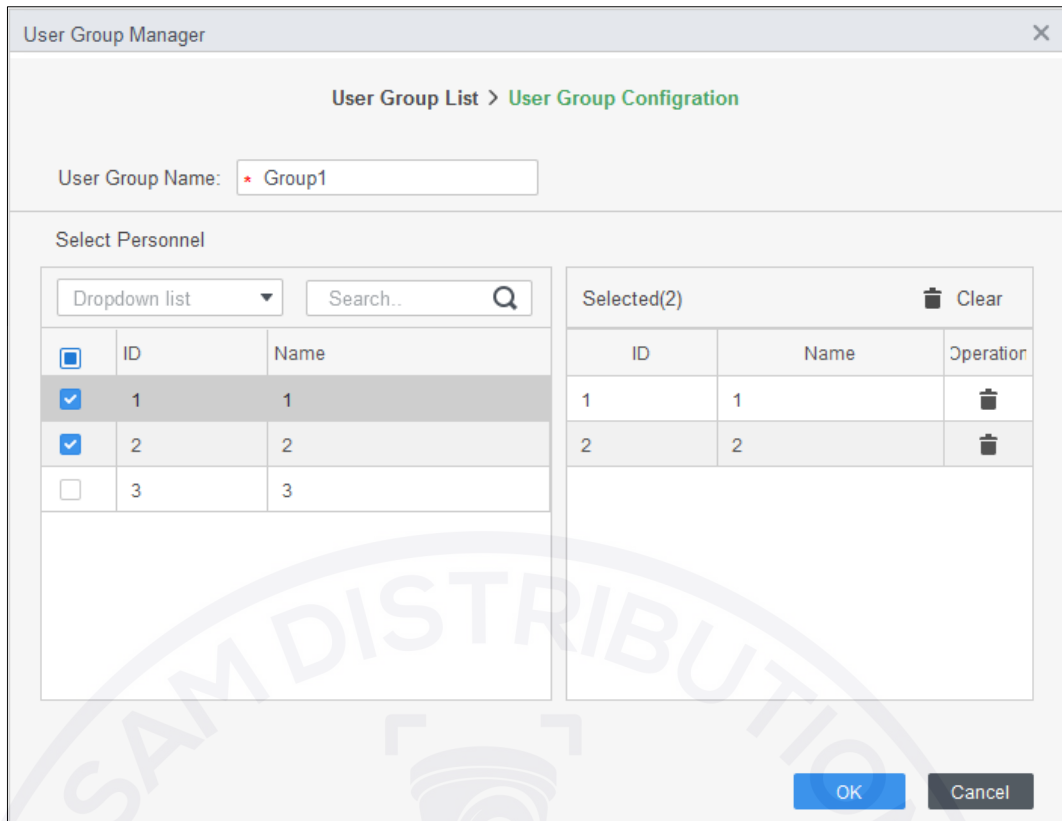 User Group Manager
User Group List > User Group Configration
User Group Name: * Group1
Select Personnel
Dropdown list Search..
ID Name
1 1
2 2
3 3
Selected(2) Clear
ID Name Operation
1 1
2 2
OK Cancel
SAM DISTRIBUTION